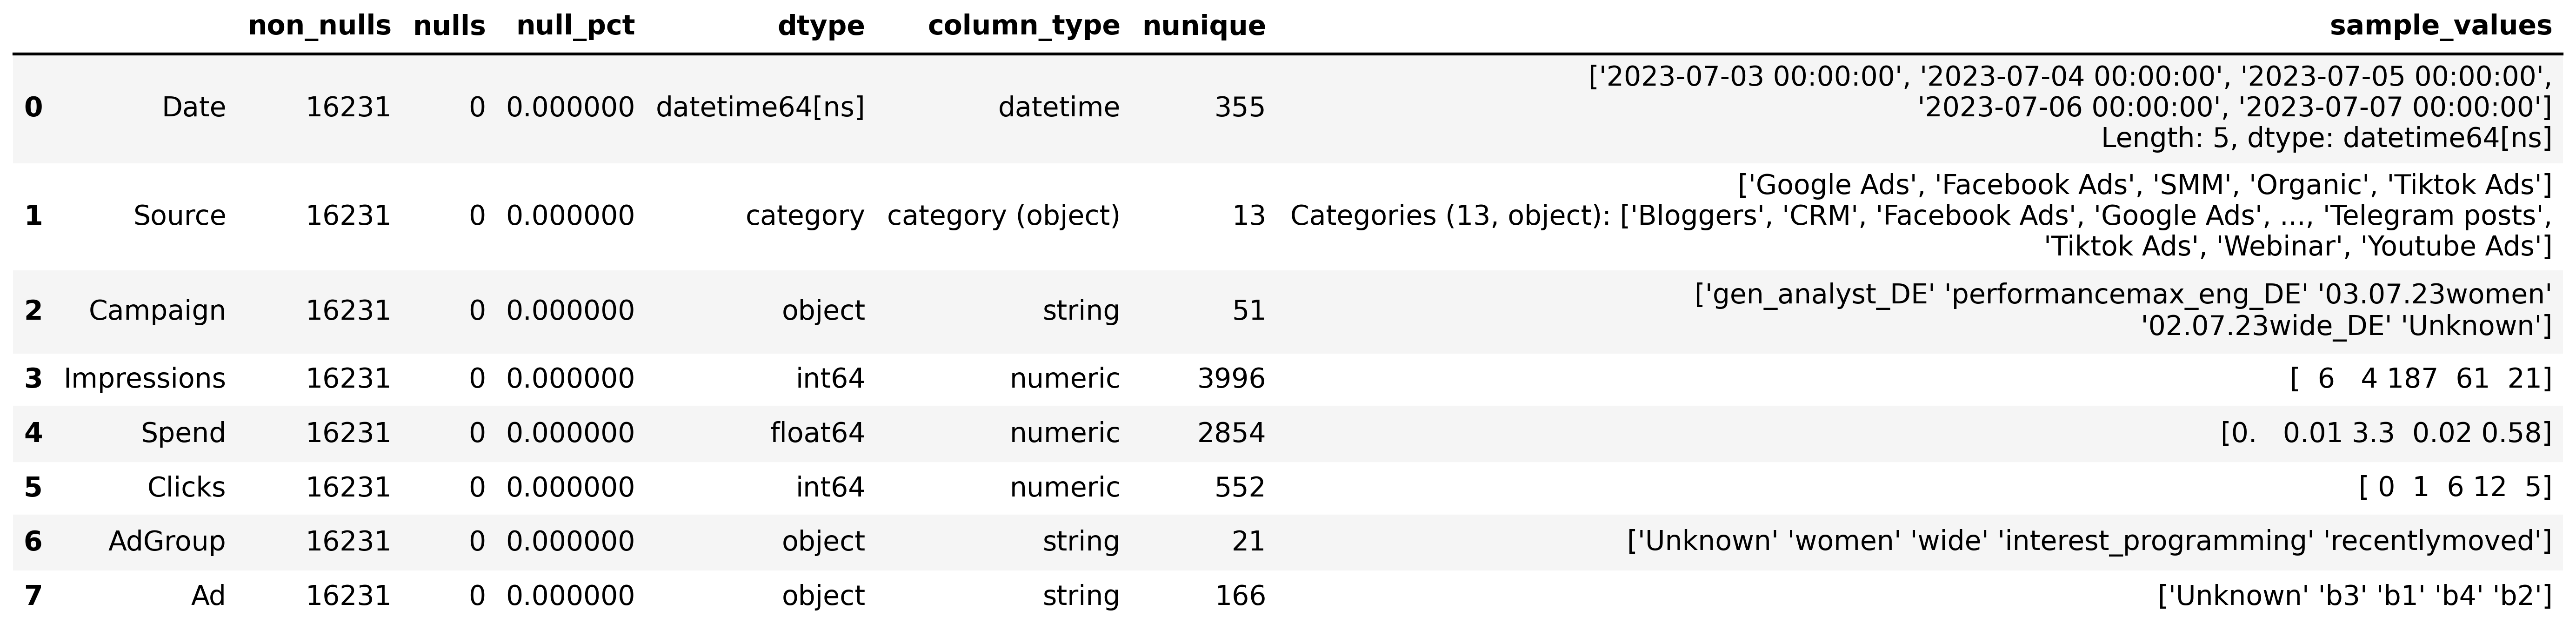 non_nulls nulls null_pct dtype column_type nunique sample_values
['2023-07-03 00:00:00', '2023-07-04 00:00:00', '2023-07-05 00:00:00',
0 Date 16231 0 0.000000 datetime64[ns] datetime 355 '2023-07-06 00:00:00', '2023-07-07 00:00:00']
Length: 5, dtype: datetime64[ns]
['Google Ads', 'Facebook Ads', 'SMM', 'Organic', 'Tiktok Ads']
1 Source 16231 0 0.000000 category category (object) 13 Categories (13, object): ['Bloggers', 'CRM', 'Facebook Ads', 'Google Ads', ..., 'Telegram posts',
'Tiktok Ads', 'Webinar', 'Youtube Ads']
['gen_analyst_DE' 'performancemax_eng_DE' '03.07.23women'
2 Campaign 16231 0 0.000000 object string 51
'02.07.23wide_DE' 'Unknown']
3 Impressions 16231 0 0.000000 int64 numeric 3996 [  6   4 187  61  21]
4 Spend 16231 0 0.000000 float64 numeric 2854 [0.   0.01 3.3  0.02 0.58]
5 Clicks 16231 0 0.000000 int64 numeric 552 [ 0  1  6 12  5]
6 AdGroup 16231 0 0.000000 object string 21 ['Unknown' 'women' 'wide' 'interest_programming' 'recentlymoved']
7 Ad 16231 0 0.000000 object string 166 ['Unknown' 'b3' 'b1' 'b4' 'b2']